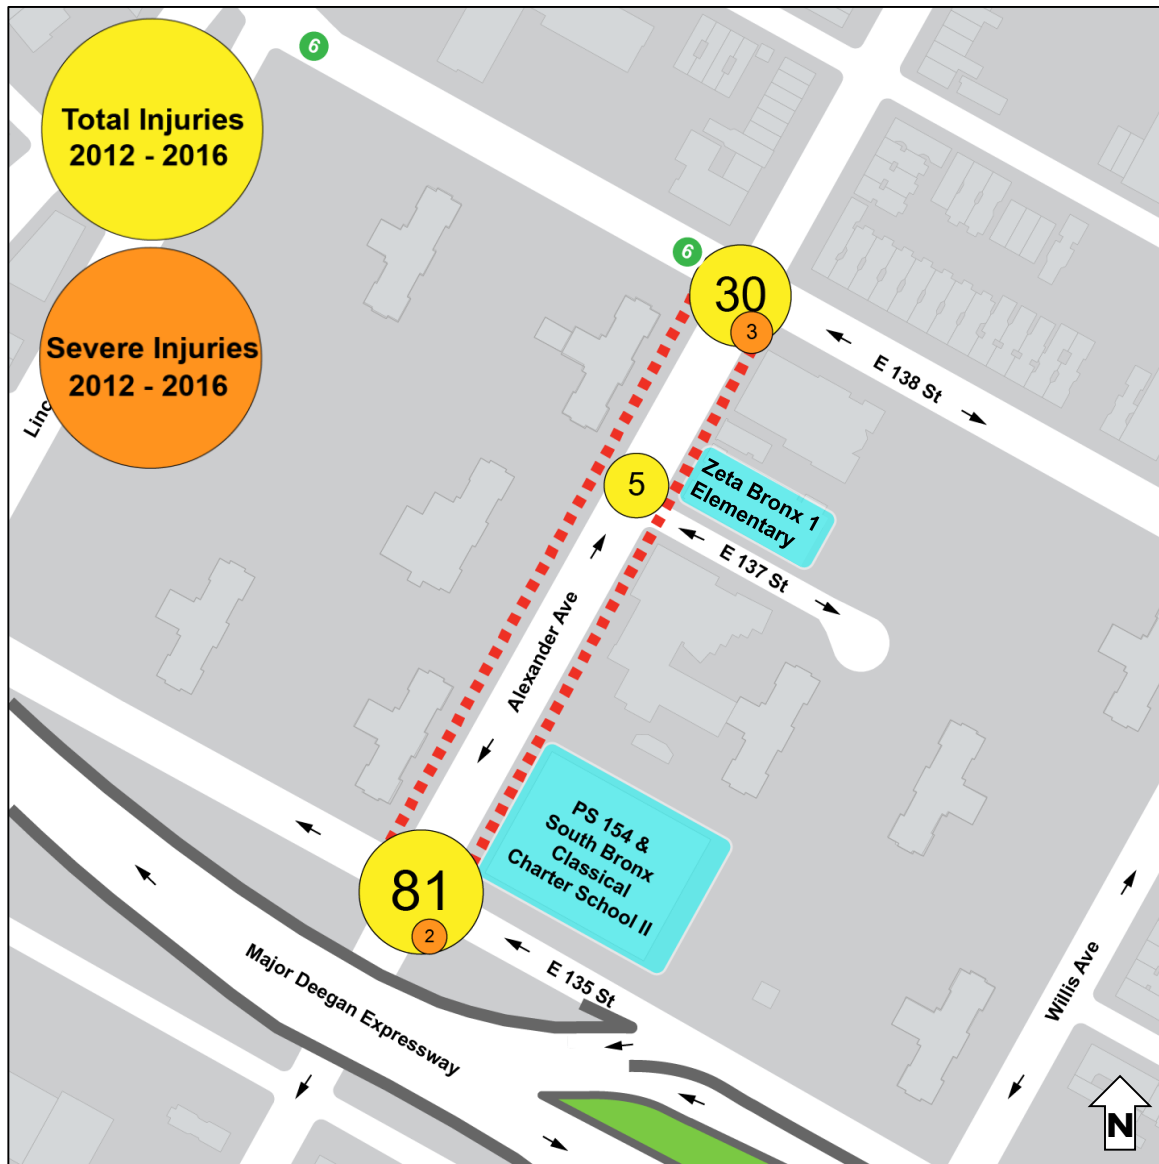 6
Total Injuries
2012 - 2016
6
30
3
Severe Injuries
2012 - 2016
E 138 St
Zeta Bronx 1
Elementary
5
E 137 St
Alexander Ave
PS 154 &
South Bronx
Classical
Charter School II
81
2
E 135 St
Major Deegan Expressway
Willis Ave
N